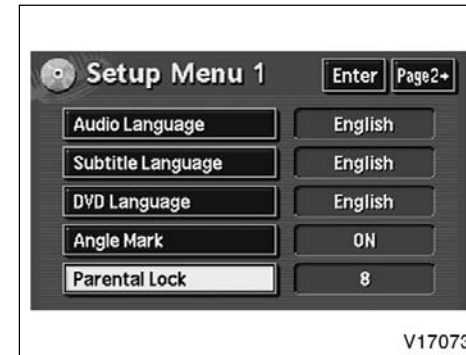 Setup Menu 1 Enter Page2→
Audio Language English
Subtitle Language English
DVD Language English
Angle Mark ON
Parental Lock 8
V17073